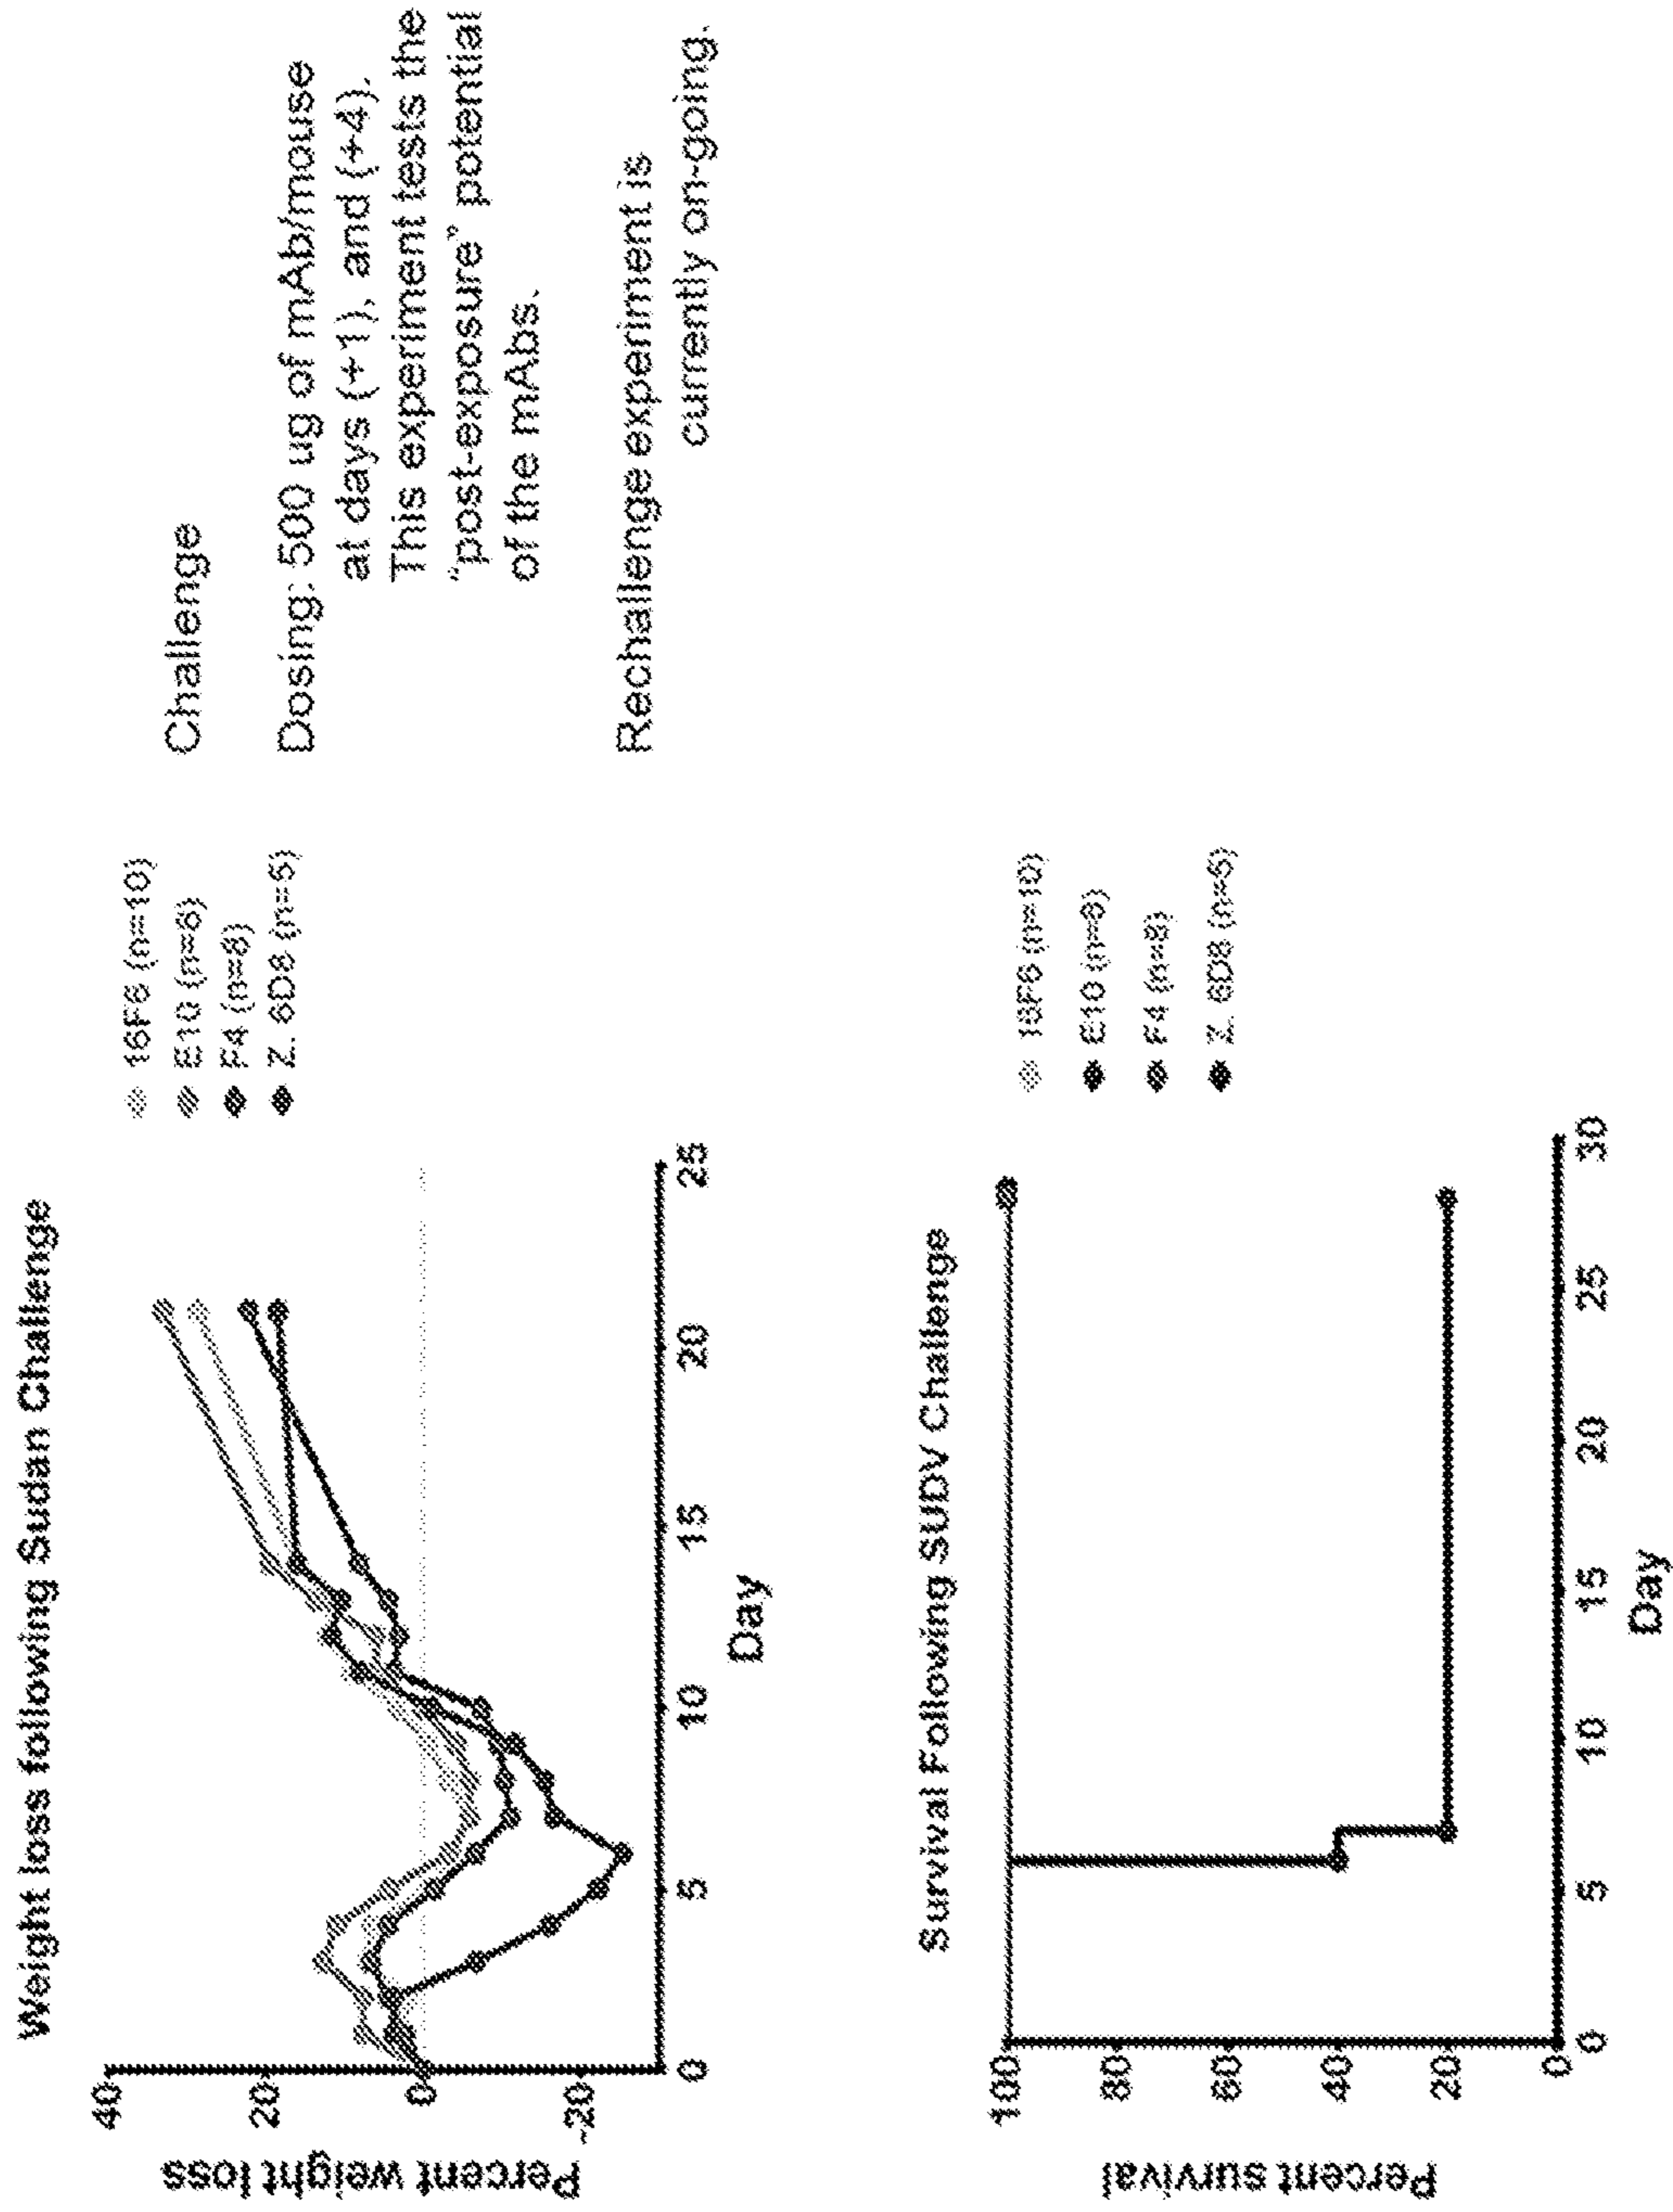 Weight loss following Sudan Challenge
Percent weight loss
40
20
0
-20
0
5
10
15
20
25
Day
16F6 (n=10)
E10 (n=6)
F4 (n=8)
Z. 6D8 (n=5)
Challenge
Dosing: 500 ug of mAb/mouse
at days (+1), and (+4).
This experiment tests the
"post-exposure" potential
of the mAbs.
Rechallenge experiment is
currently on-going.
Survival Following SUDV Challenge
Percent survival
100
80
60
40
20
0
0
5
10
15
20
25
30
Day
16F6 (n=10)
E10 (n=6)
F4 (n=8)
Z. 6D8 (n=5)